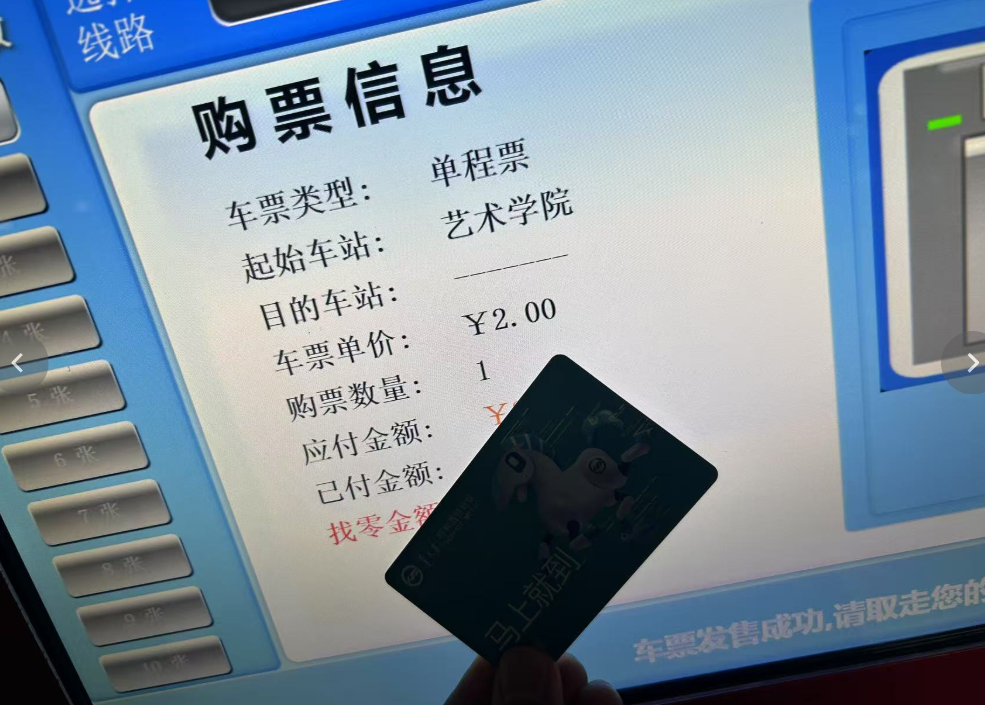 线路
购票信息
车票类型： 单程票
起始车站： 艺术学院
目的车站： -------
车票单价： ¥2.00
购票数量： 1
应付金额： ¥
已付金额：
找零金额
张
4 张
5 张
6 张
7 张
8 张
9 张
10 张
马上就到
车票发售成功,请取走您的